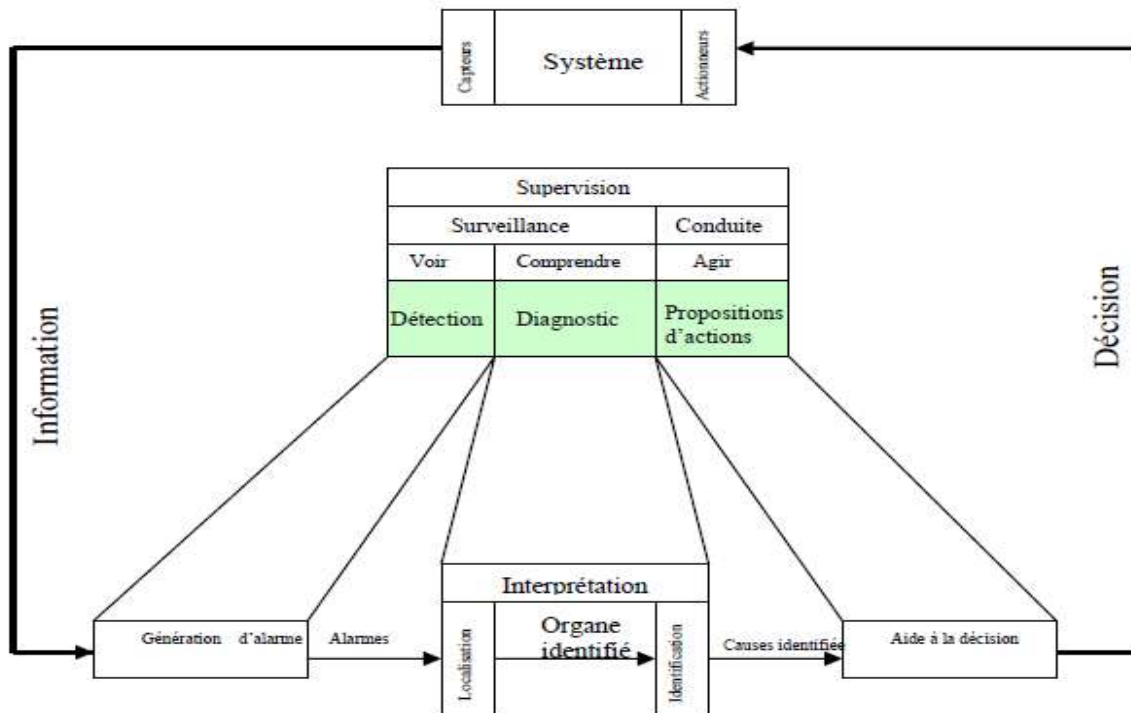 Capteurs
Système
Actionneurs
Supervision
Surveillance
Conduite
Voir
Comprendre
Agir
Détection
Diagnostic
Propositions
d’actions
Information
Décision
Interprétation
Génération d’alarme
Alarmes
Localisation
Organe
identifié
Identification
Causes identifiée
Aide à la décision